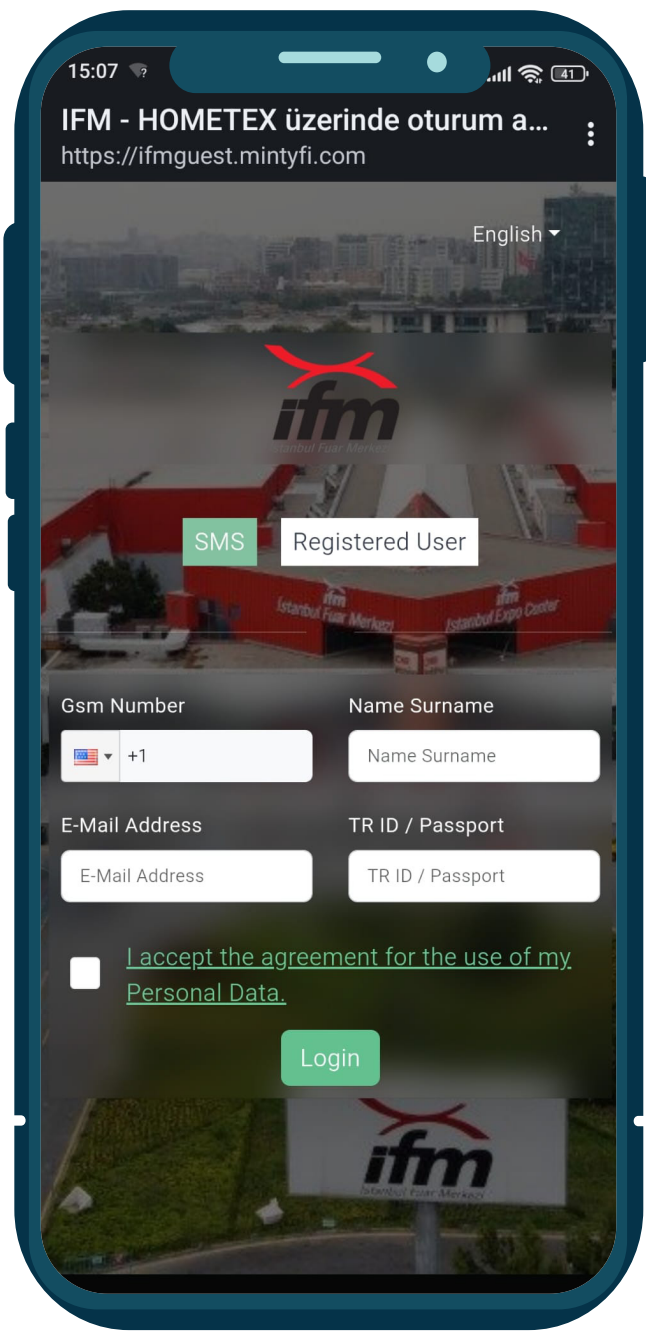 15:07
41
IFM - HOMETEX üzerinde oturum a...
https://ifmguest.mintyfi.com
English
ifm
İstanbul Fuar Merkezi
SMS
Registered User
ifm
İstanbul Fuar Merkezi
ifm
İstanbul Expo Center
Gsm Number
Name Surname
+1
Name Surname
E-Mail Address
TR ID / Passport
E-Mail Address
TR ID / Passport
I accept the agreement for the use of my
Personal Data.
Login
ifm
İstanbul Fuar Merkezi